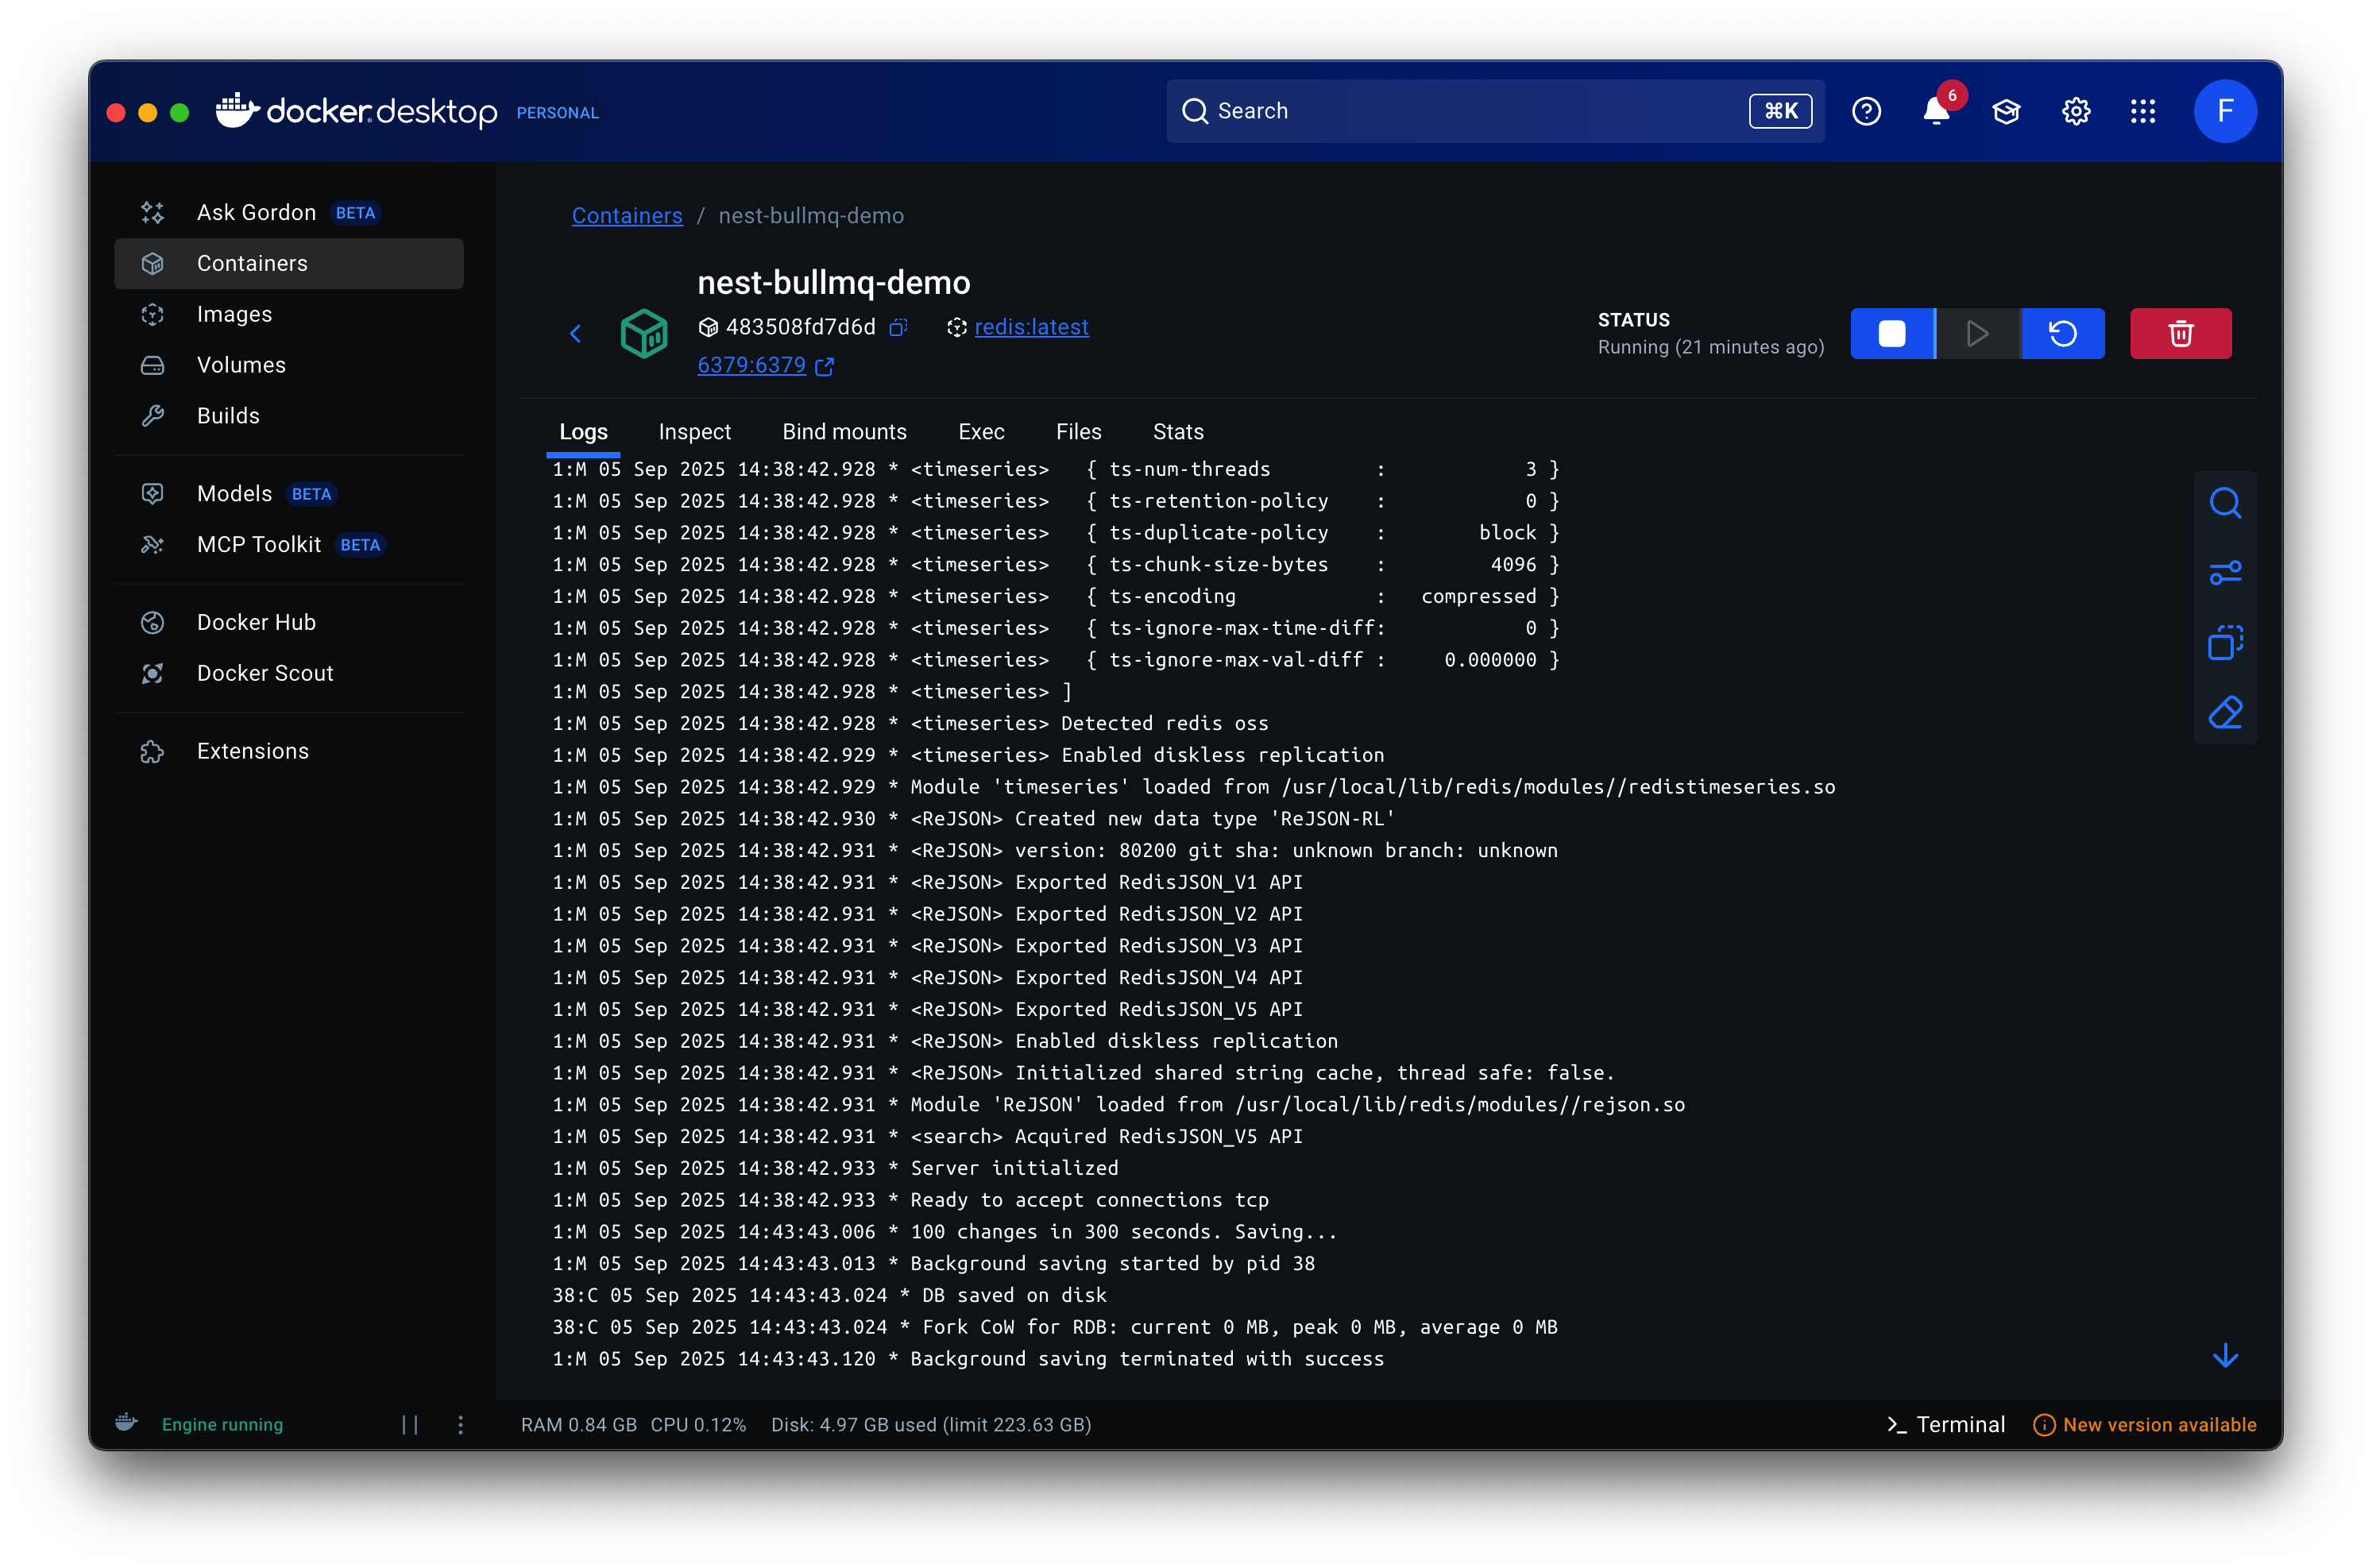 docker desktop PERSONAL
Search ⌘K
6
F
Ask Gordon BETA
Containers
Images
Volumes
Builds
Models BETA
MCP Toolkit BETA
Docker Hub
Docker Scout
Extensions
Containers / nest-bullmq-demo
nest-bullmq-demo
483508fd7d6d redis:latest
6379:6379
STATUS
Running (21 minutes ago)
Logs Inspect Bind mounts Exec Files Stats
1:M 05 Sep 2025 14:38:42.928 * <timeseries>   { ts-num-threads         :            3 }
1:M 05 Sep 2025 14:38:42.928 * <timeseries>   { ts-retention-policy    :            0 }
1:M 05 Sep 2025 14:38:42.928 * <timeseries>   { ts-duplicate-policy    :        block }
1:M 05 Sep 2025 14:38:42.928 * <timeseries>   { ts-chunk-size-bytes    :         4096 }
1:M 05 Sep 2025 14:38:42.928 * <timeseries>   { ts-encoding            :   compressed }
1:M 05 Sep 2025 14:38:42.928 * <timeseries>   { ts-ignore-max-time-diff:            0 }
1:M 05 Sep 2025 14:38:42.928 * <timeseries>   { ts-ignore-max-val-diff :     0.000000 }
1:M 05 Sep 2025 14:38:42.928 * <timeseries> ]
1:M 05 Sep 2025 14:38:42.928 * <timeseries> Detected redis oss
1:M 05 Sep 2025 14:38:42.929 * <timeseries> Enabled diskless replication
1:M 05 Sep 2025 14:38:42.929 * Module 'timeseries' loaded from /usr/local/lib/redis/modules//redistimeseries.so
1:M 05 Sep 2025 14:38:42.930 * <ReJSON> Created new data type 'ReJSON-RL'
1:M 05 Sep 2025 14:38:42.931 * <ReJSON> version: 80200 git sha: unknown branch: unknown
1:M 05 Sep 2025 14:38:42.931 * <ReJSON> Exported RedisJSON_V1 API
1:M 05 Sep 2025 14:38:42.931 * <ReJSON> Exported RedisJSON_V2 API
1:M 05 Sep 2025 14:38:42.931 * <ReJSON> Exported RedisJSON_V3 API
1:M 05 Sep 2025 14:38:42.931 * <ReJSON> Exported RedisJSON_V4 API
1:M 05 Sep 2025 14:38:42.931 * <ReJSON> Exported RedisJSON_V5 API
1:M 05 Sep 2025 14:38:42.931 * <ReJSON> Enabled diskless replication
1:M 05 Sep 2025 14:38:42.931 * <ReJSON> Initialized shared string cache, thread safe: false.
1:M 05 Sep 2025 14:38:42.931 * Module 'ReJSON' loaded from /usr/local/lib/redis/modules//rejson.so
1:M 05 Sep 2025 14:38:42.931 * <search> Acquired RedisJSON_V5 API
1:M 05 Sep 2025 14:38:42.933 * Server initialized
1:M 05 Sep 2025 14:38:42.933 * Ready to accept connections tcp
1:M 05 Sep 2025 14:43:43.006 * 100 changes in 300 seconds. Saving...
1:M 05 Sep 2025 14:43:43.013 * Background saving started by pid 38
38:C 05 Sep 2025 14:43:43.024 * DB saved on disk
38:C 05 Sep 2025 14:43:43.024 * Fork CoW for RDB: current 0 MB, peak 0 MB, average 0 MB
1:M 05 Sep 2025 14:43:43.120 * Background saving terminated with success
Engine running RAM 0.84 GB CPU 0.12% Disk: 4.97 GB used (limit 223.63 GB) Terminal New version available